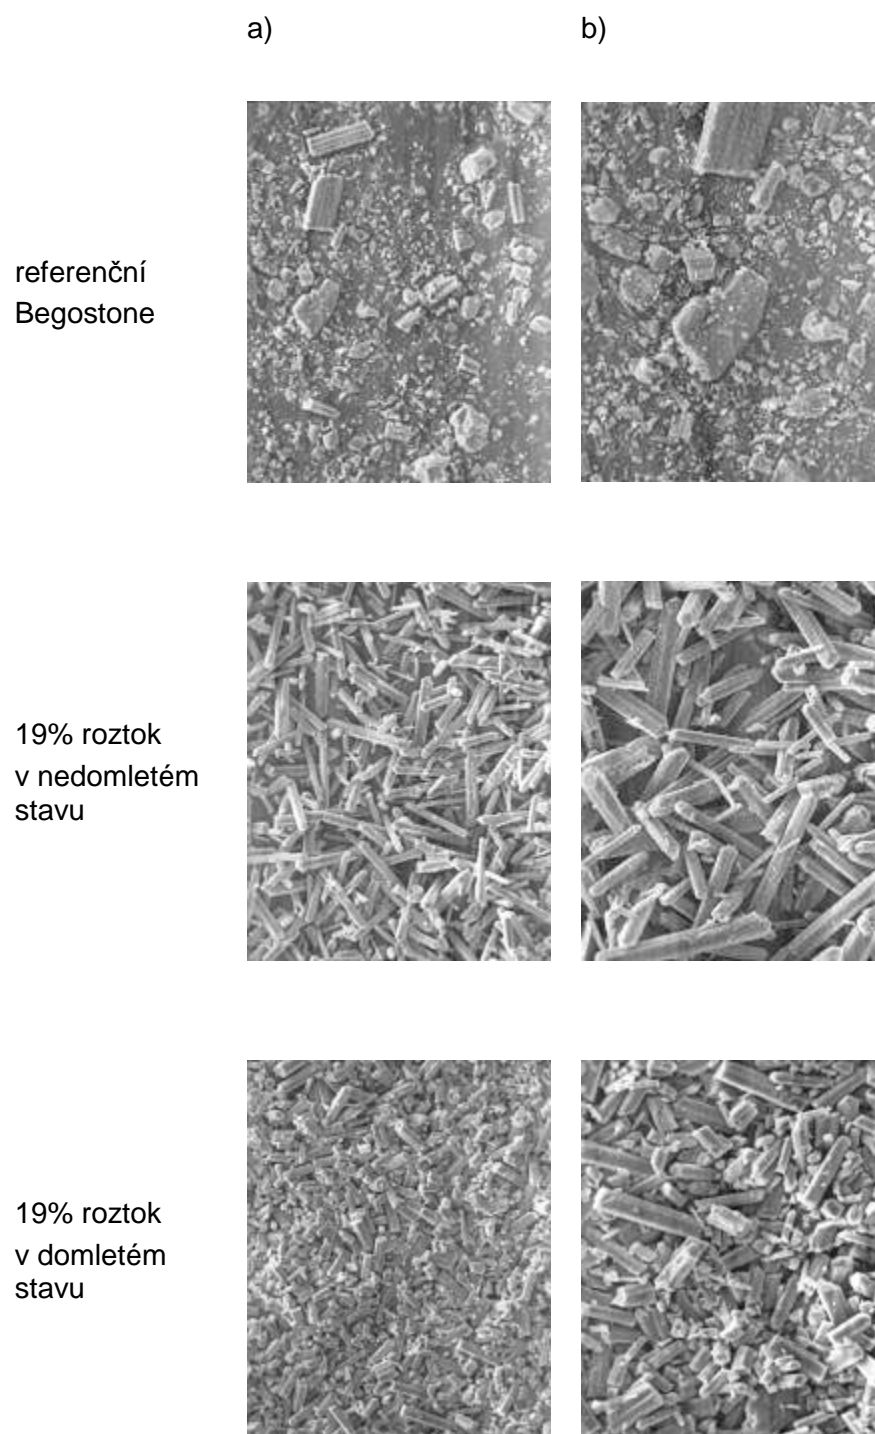 a)
b)
referenční
Begostone
19% roztok
v nedomletém
stavu
19% roztok
v domletém
stavu